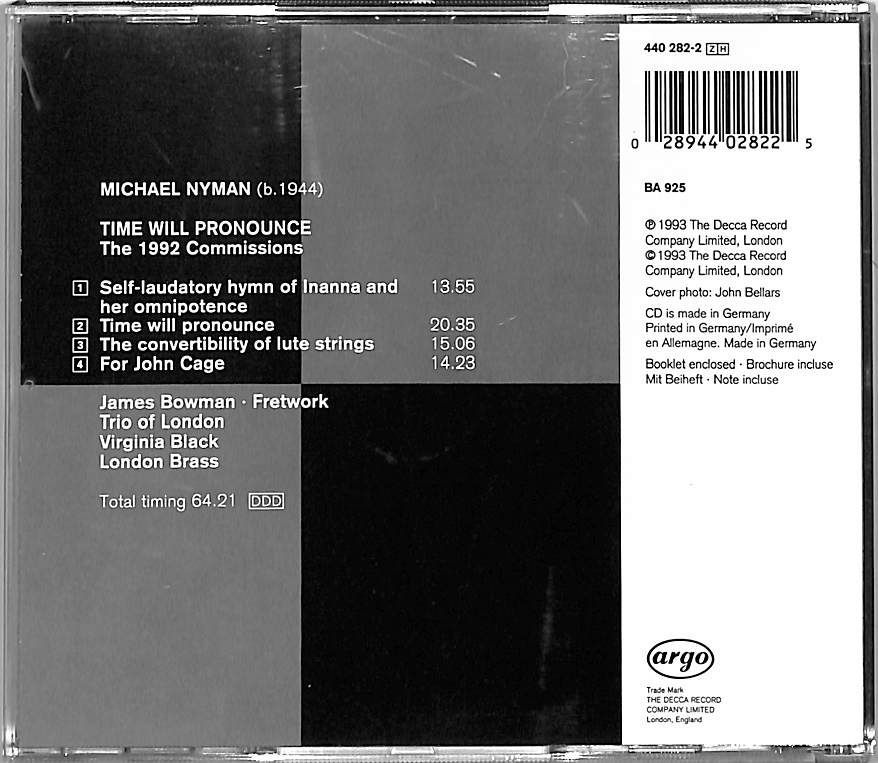 MICHAEL NYMAN (b.1944)
TIME WILL PRONOUNCE
The 1992 Commissions
1 Self-laudatory hymn of Inanna and 13.55
her omnipotence
2 Time will pronounce 20.35
3 The convertibility of lute strings 15.06
4 For John Cage 14.23
James Bowman · Fretwork
Trio of London
Virginia Black
London Brass
Total timing 64.21 DDD
440 282-2 ZH
0 28944 02822 5
BA 925
℗ 1993 The Decca Record
Company Limited, London
© 1993 The Decca Record
Company Limited, London
Cover photo: John Bellars
CD is made in Germany
Printed in Germany/Imprimé
en Allemagne. Made in Germany
Booklet enclosed · Brochure incluse
Mit Beiheft · Note incluse
argo
Trade Mark
THE DECCA RECORD
COMPANY LIMITED
London, England